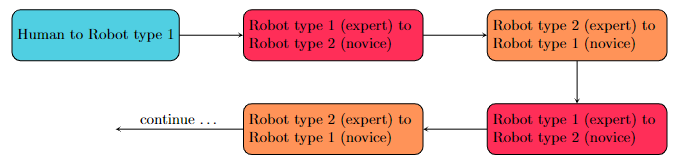 Human to Robot type 1
Robot type 1 (expert) to
Robot type 2 (novice)
Robot type 2 (expert) to
Robot type 1 (novice)
Robot type 1 (expert) to
Robot type 2 (novice)
Robot type 2 (expert) to
Robot type 1 (novice)
continue ...